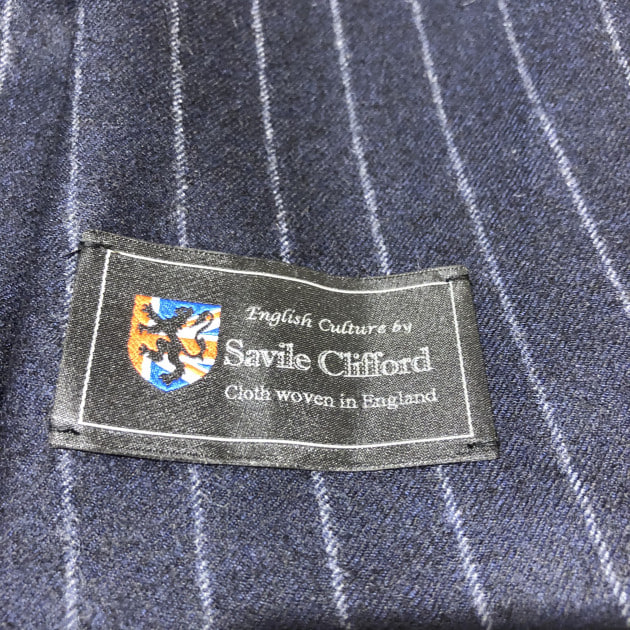 English Culture by
Savile Clifford
Cloth woven in England